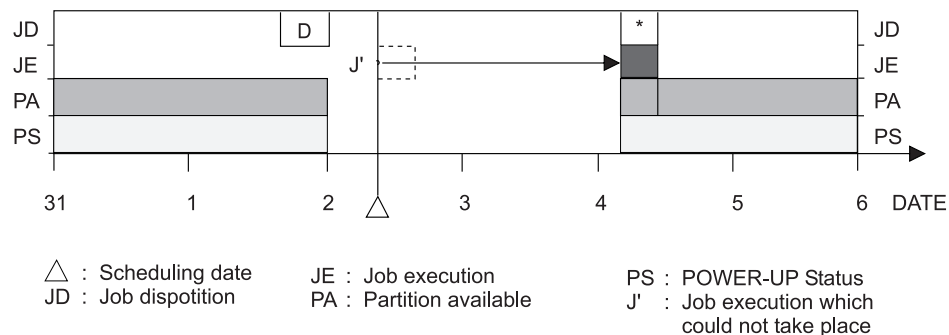 JD D * JD
JE J' JE
PA PA
PS PS
31 1 2 3 4 5 6 DATE
△ : Scheduling date
JD : Job dispotition
JE : Job execution
PA : Partition available
PS : POWER-UP Status
J' : Job execution which
could not take place